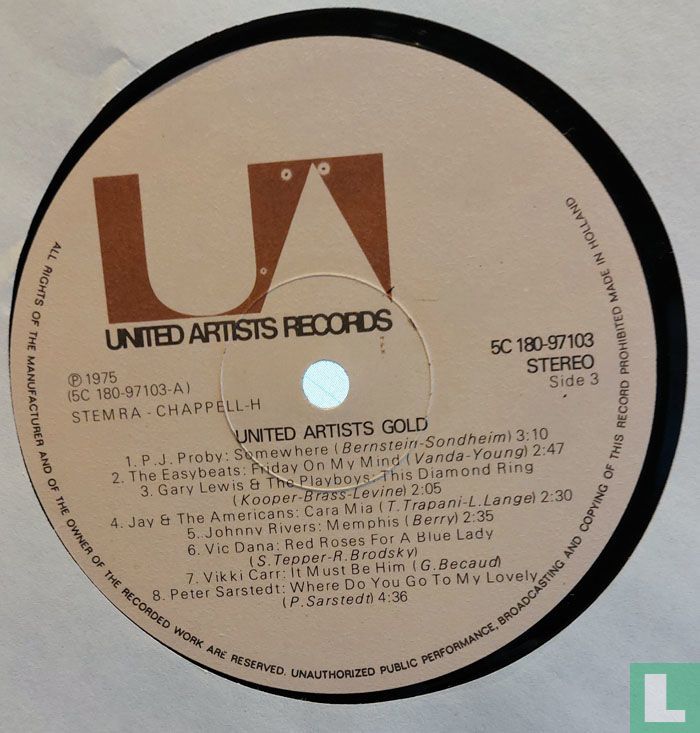 UA
UNITED ARTISTS RECORDS
℗ 1975
(5C 180-97103-A)
STEMRA - CHAPPELL-H
5C 180-97103
STEREO
Side 3
UNITED ARTISTS GOLD
1. P.J. Proby: Somewhere (Bernstein-Sondheim) 3:10
2. The Easybeats: Friday On My Mind (Vanda-Young) 2:47
3. Gary Lewis & The Playboys: This Diamond Ring
(Kooper-Brass-Levine) 2:05
4. Jay & The Americans: Cara Mia (T. Trapani-L. Lange) 2:30
5. Johnny Rivers: Memphis (Berry) 2:35
6. Vic Dana: Red Roses For A Blue Lady
(S.Tepper-R.Brodsky)
7. Vikki Carr: It Must Be Him (G. Becaud)
8. Peter Sarstedt: Where Do You Go To My Lovely
(P. Sarstedt) 4:36
ALL RIGHTS OF THE MANUFACTURER AND OF THE OWNER OF THE RECORDED WORK ARE RESERVED. UNAUTHORIZED PUBLIC PERFORMANCE, BROADCASTING AND COPYING OF THIS RECORD PROHIBITED MADE IN HOLLAND
L